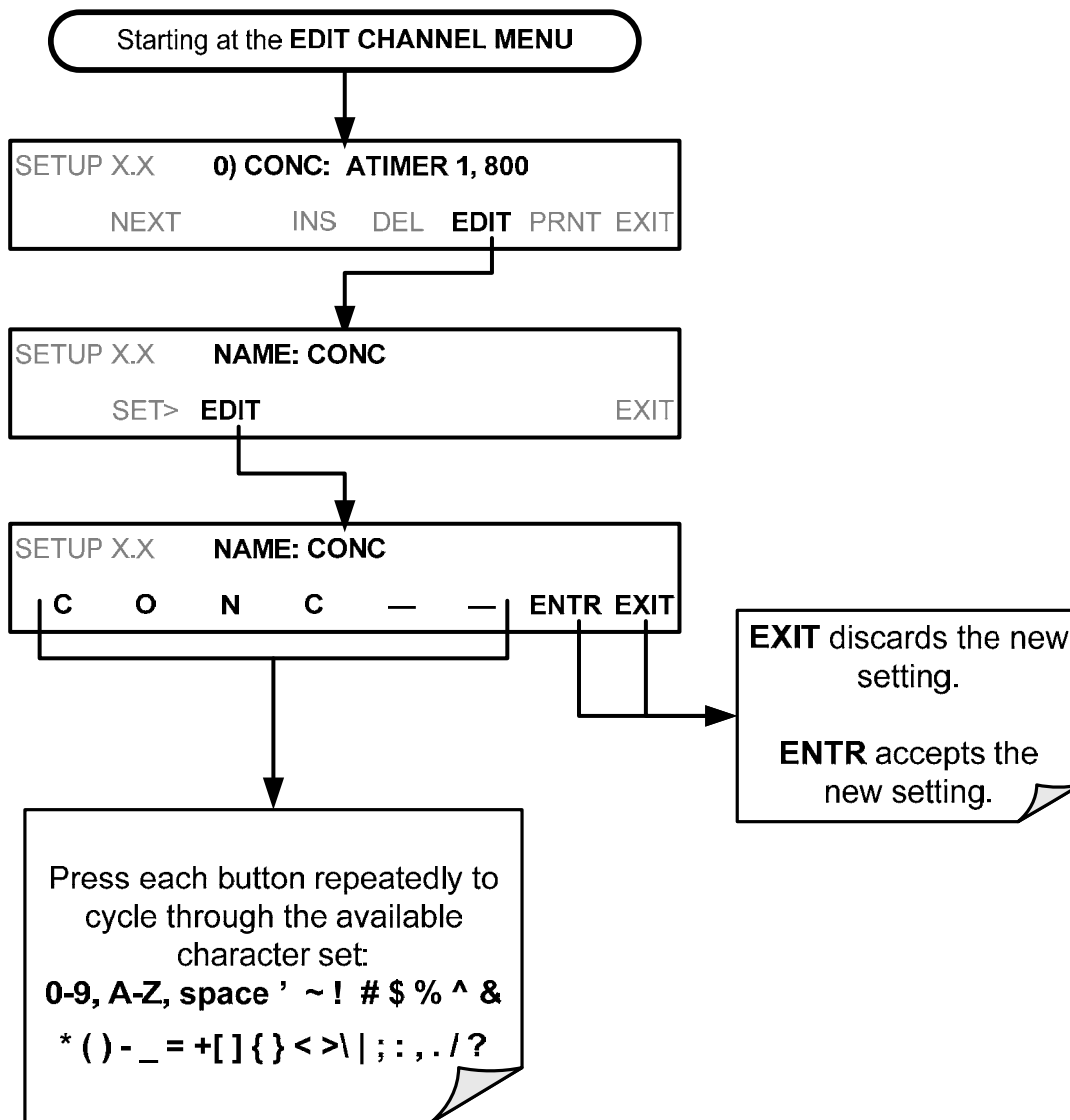 Starting at the EDIT CHANNEL MENU
SETUP X.X 0) CONC: ATIMER 1, 800
NEXT INS DEL EDIT PRNT EXIT
SETUP X.X NAME: CONC
SET> EDIT EXIT
SETUP X.X NAME: CONC
C O N C — — ENTR EXIT
EXIT discards the new
setting.
ENTR accepts the
new setting.
Press each button repeatedly to
cycle through the available
character set:
0-9, A-Z, space ’ ~ ! # $ % ^ &
* ( ) - _ = +[ ] { } < >\ | ; : , . / ?